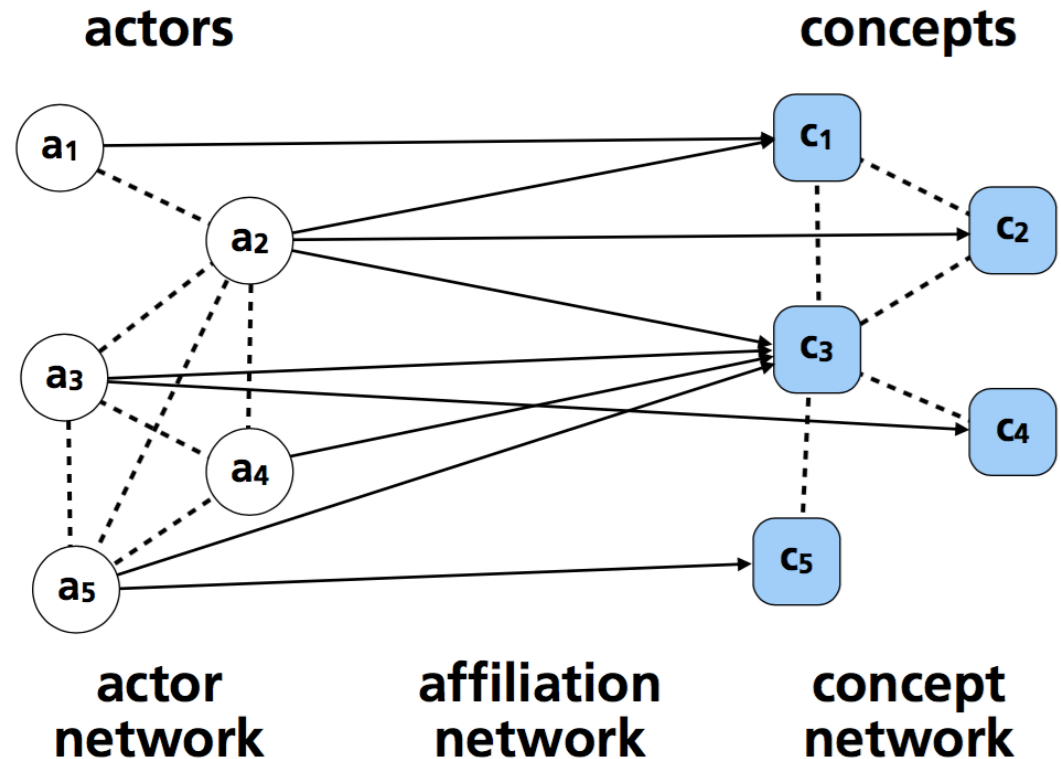 actors
concepts
a1
c1
a2
c2
a3
c3
a4
c4
a5
c5
actor
network
affiliation
network
concept
network